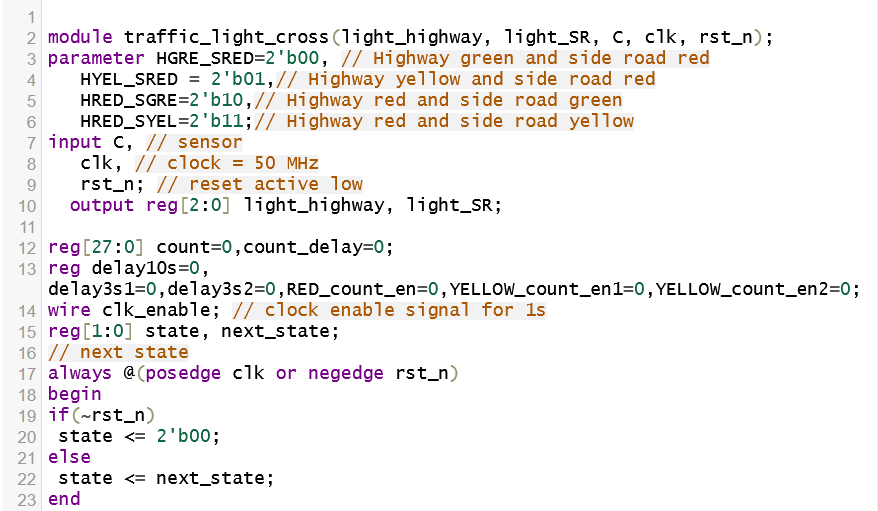 1
2 module traffic_light_cross(light_highway, light_SR, C, clk, rst_n);
3 parameter HGRE_SRED=2'b00, // Highway green and side road red
4    HYEL_SRED = 2'b01,// Highway yellow and side road red
5    HRED_SGRE=2'b10,// Highway red and side road green
6    HRED_SYEL=2'b11;// Highway red and side road yellow
7 input C, // sensor
8    clk, // clock = 50 MHz
9    rst_n; // reset active low
10   output reg[2:0] light_highway, light_SR;
11
12 reg[27:0] count=0,count_delay=0;
13 reg delay10s=0,
delay3s1=0,delay3s2=0,RED_count_en=0,YELLOW_count_en1=0,YELLOW_count_en2=0;
14 wire clk_enable; // clock enable signal for 1s
15 reg[1:0] state, next_state;
16 // next state
17 always @(posedge clk or negedge rst_n)
18 begin
19 if(~rst_n)
20  state <= 2'b00;
21 else
22  state <= next_state;
23 end